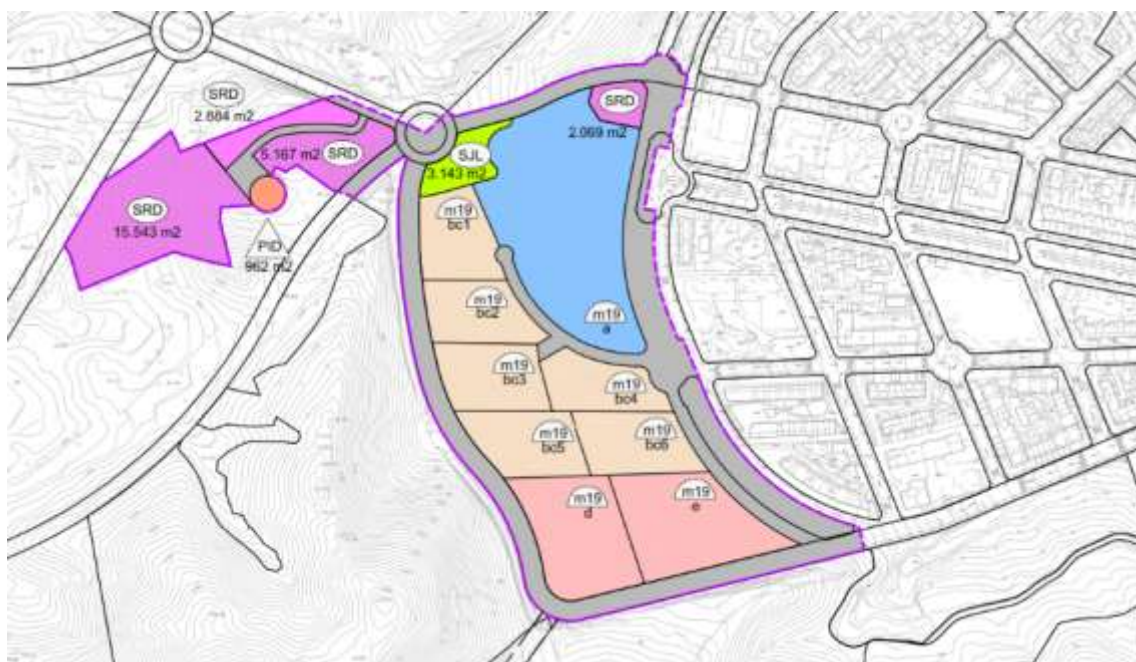 SRD
2.884 m2
5.167 m2
SRD
SRD
15.543 m2
PID
962 m2
SRD
2.069 m2
SJL
3.143 m2
m19
bc1
m19
bc2
m19
a
m19
bc3
m19
bc4
m19
bc5
m19
bc6
m19
d
m19
e